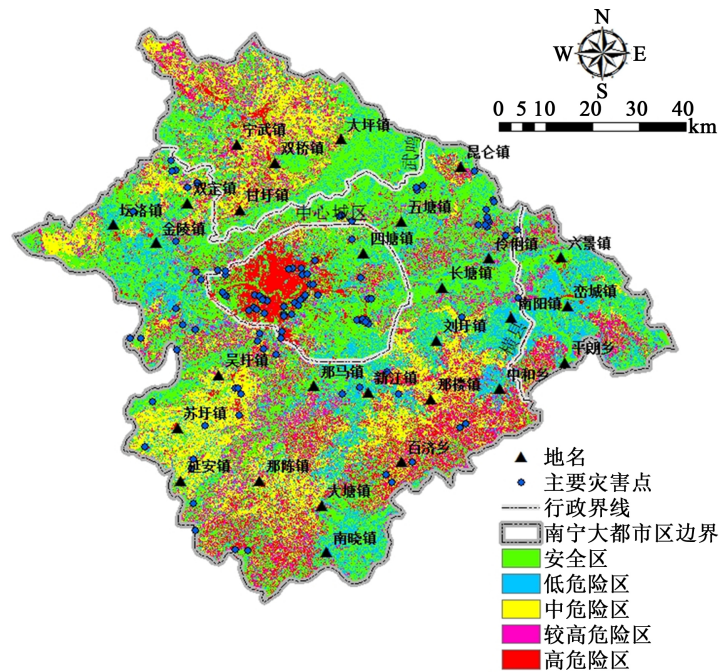 N
W E
S
0 5 10 20 30 40
km
宁武镇
大坪镇
双桥镇
武鸣
昆仑镇
双定镇
甘圩镇
坛洛镇
金陵镇
中心城区
五塘镇
四塘镇
伶俐镇
六景镇
长塘镇
南阳镇
峦城镇
刘圩镇
横县
平朗乡
吴圩镇
那马镇
新江镇
那楼镇
中和乡
苏圩镇
百济乡
延安镇
那陈镇
大塘镇
南晓镇
地名
主要灾害点
行政界线
南宁大都市区边界
安全区
低危险区
中危险区
较高危险区
高危险区